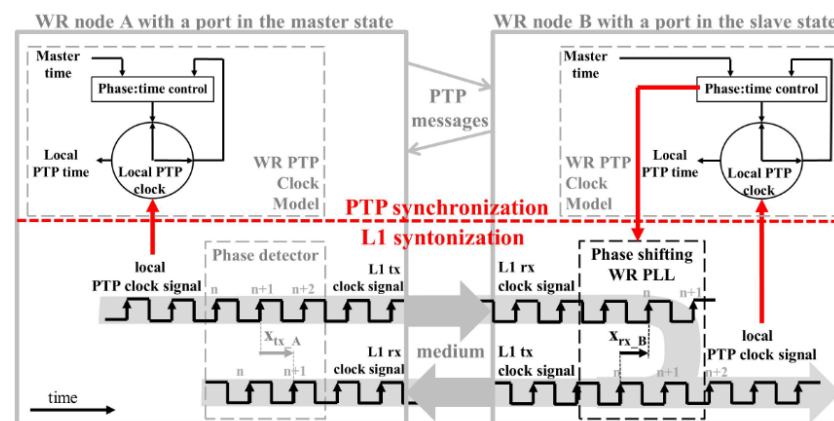 WR node A with a port in the master state
WR node B with a port in the slave state
Master
time
Phase:time control
Local
PTP time
Local PTP
clock
WR PTP
Clock
Model
PTP
messages
Master
time
Phase:time control
Local
PTP time
Local PTP
clock
WR PTP
Clock
Model
PTP synchronization
L1 syntonization
local
PTP clock signal
Phase detector
n
n+1
n+2
L1 tx
clock signal
x_tx_A
n
n+1
L1 rx
clock signal
medium
L1 rx
clock signal
Phase shifting
WR PLL
n
n+1
L1 tx
clock signal
x_rx_B
n
n+1
n+2
local
PTP clock signal
time